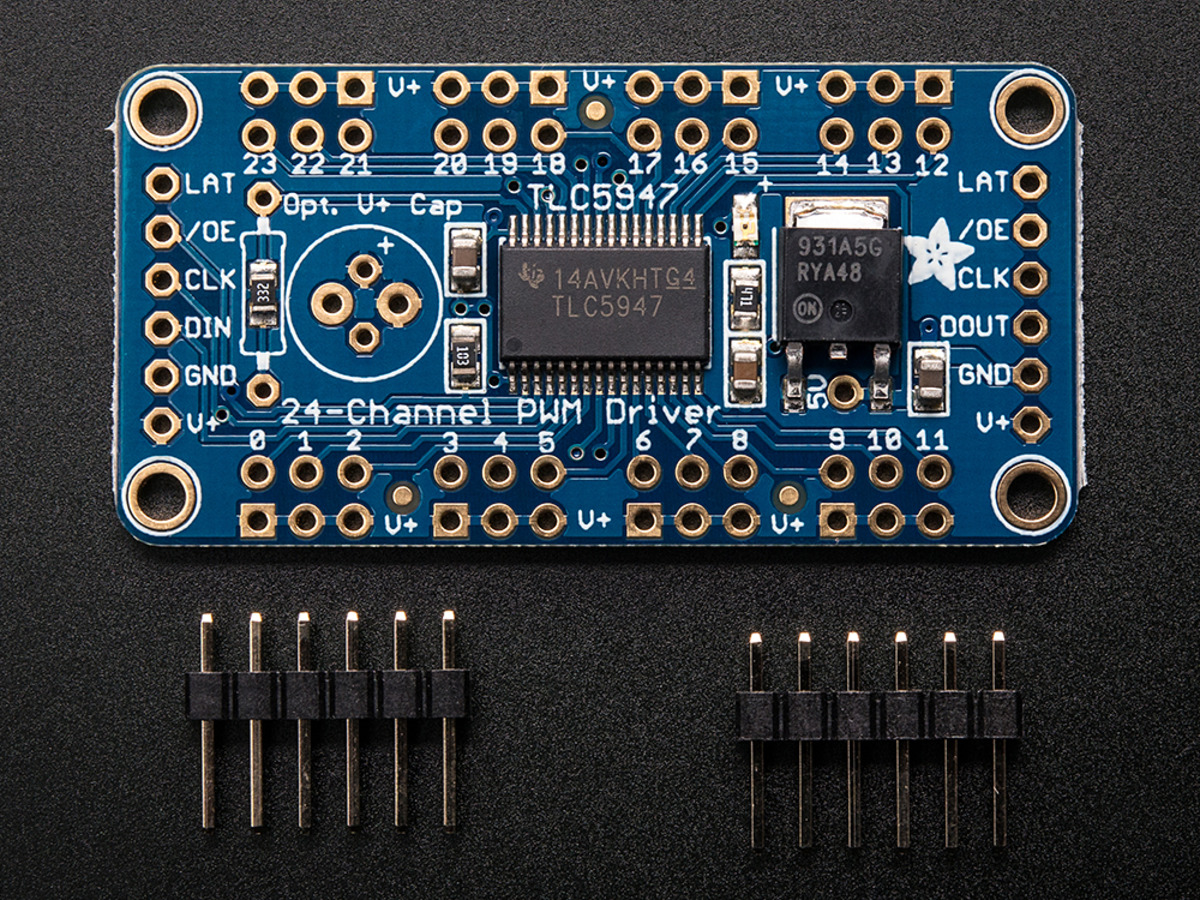 V+ V+ V+
23 22 21 20 19 18 17 16 15 14 13 12
LAT
/OE
CLK
DIN
GND
V+
Opt. V+ Cap
+
332
103
TLC5947
14AVKHTG4
TLC5947
+
931A5G
RYA48
ON
5V
LAT
/OE
CLK
DOUT
GND
V+
24-Channel PWM Driver
0 1 2 3 4 5 6 7 8 9 10 11
V+ V+ V+